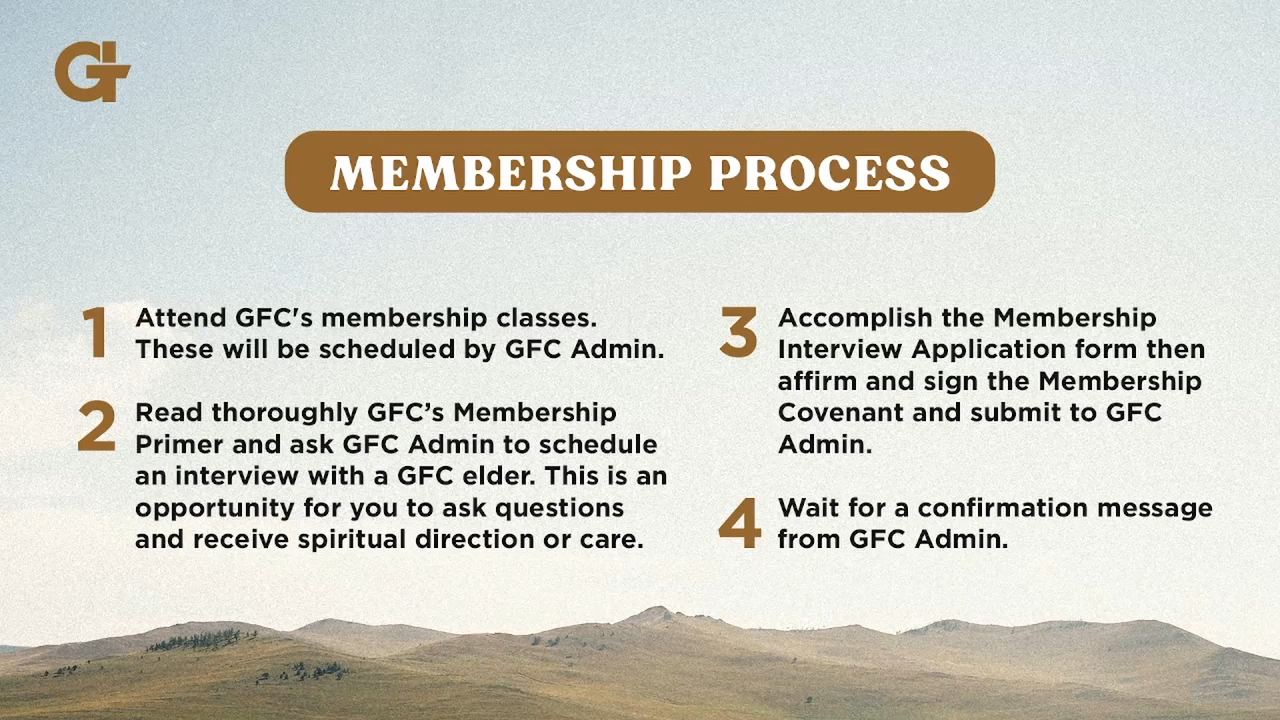 MEMBERSHIP PROCESS
1
Attend GFC's membership classes.
These will be scheduled by GFC Admin.
2
Read thoroughly GFC’s Membership
Primer and ask GFC Admin to schedule
an interview with a GFC elder. This is an
opportunity for you to ask questions
and receive spiritual direction or care.
3
Accomplish the Membership
Interview Application form then
affirm and sign the Membership
Covenant and submit to GFC
Admin.
4
Wait for a confirmation message
from GFC Admin.